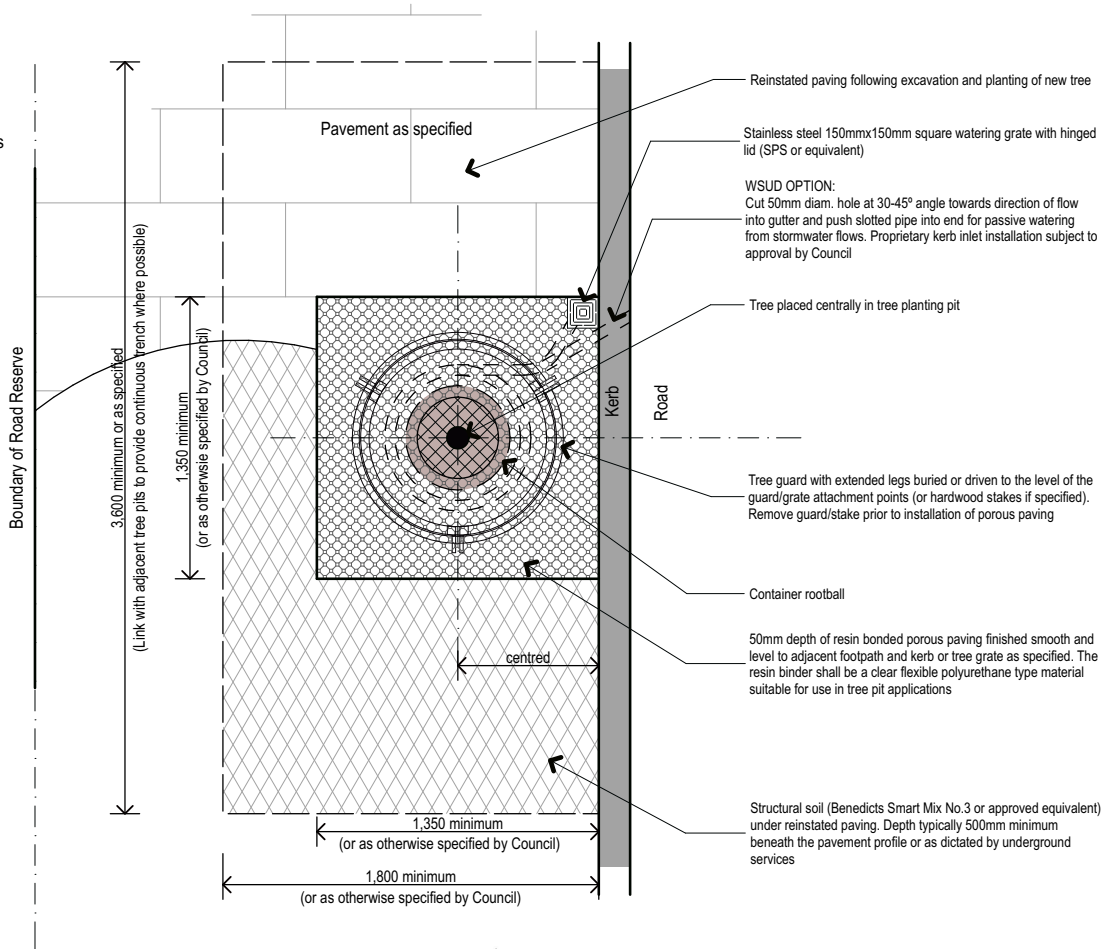 s
Boundary of Road Reserve
3,600 minimum or as specified
(Link with adjacent tree pits to provide continuous trench where possible)
1,350 minimum
(or as otherwsie specified by Council)
Pavement as specified
centred
1,350 minimum
(or as otherwise specified by Council)
1,800 minimum
(or as otherwise specified by Council)
Kerb
Road
Reinstated paving following excavation and planting of new tree
Stainless steel 150mmx150mm square watering grate with hinged
lid (SPS or equivalent)
WSUD OPTION:
Cut 50mm diam. hole at 30-45º angle towards direction of flow
into gutter and push slotted pipe into end for passive watering
from stormwater flows. Proprietary kerb inlet installation subject to
approval by Council
Tree placed centrally in tree planting pit
Tree guard with extended legs buried or driven to the level of the
guard/grate attachment points (or hardwood stakes if specified).
Remove guard/stake prior to installation of porous paving
Container rootball
50mm depth of resin bonded porous paving finished smooth and
level to adjacent footpath and kerb or tree grate as specified. The
resin binder shall be a clear flexible polyurethane type material
suitable for use in tree pit applications
Structural soil (Benedicts Smart Mix No.3 or approved equivalent)
under reinstated paving. Depth typically 500mm minimum
beneath the pavement profile or as dictated by underground
services